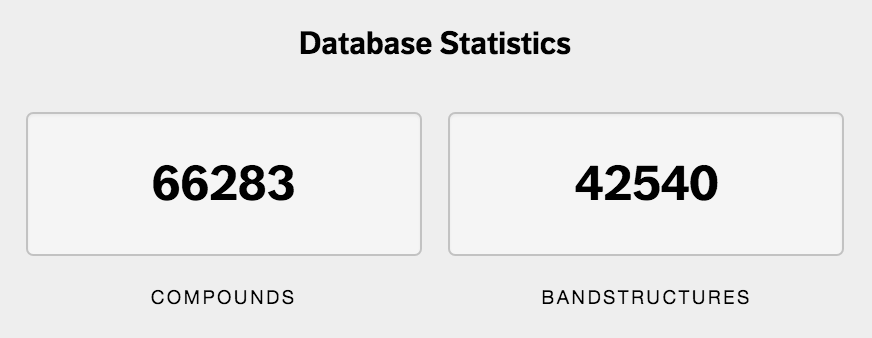 Database Statistics
66283
42540
COMPOUNDS
BANDSTRUCTURES